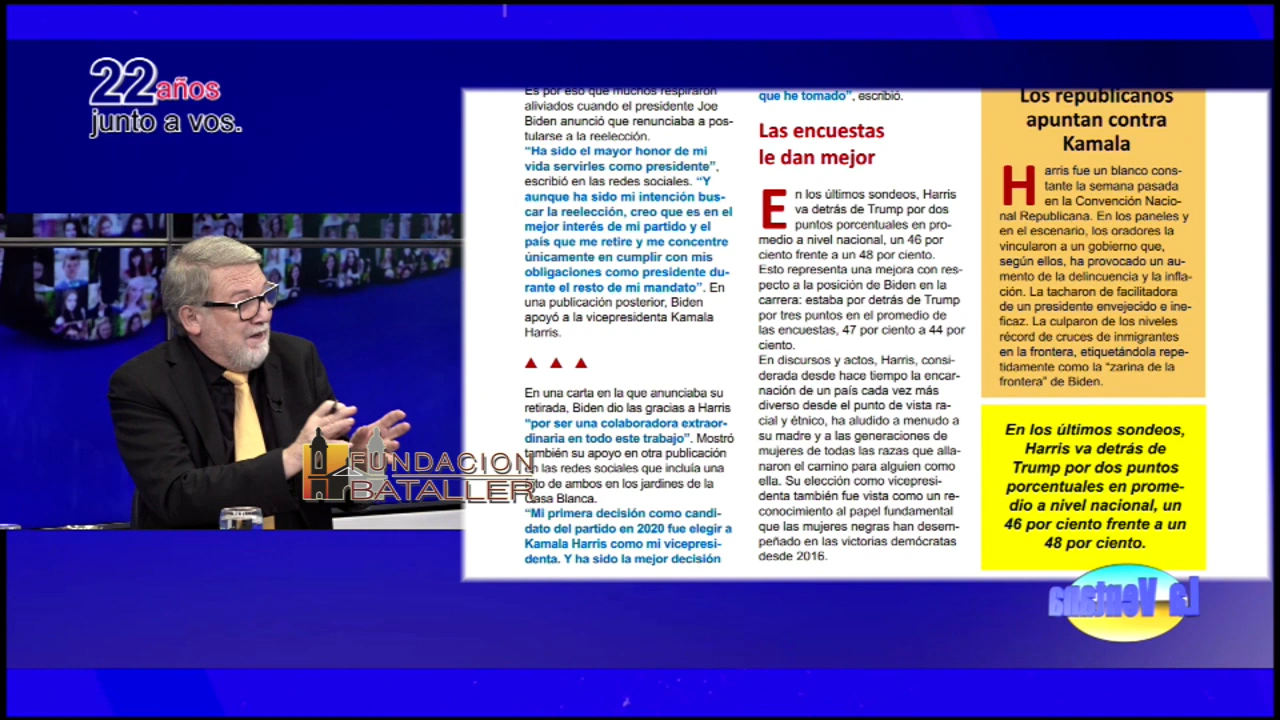 22 años
junto a vos.
FUNDACION
BATALLER
Es por eso que muchos respiraron
aliviados cuando el presidente Joe
Biden anunció que renunciaba a pos-
tularse a la reelección.
“Ha sido el mayor honor de mi
vida servirles como presidente”,
escribió en las redes sociales. “Y
aunque ha sido mi intención bus-
car la reelección, creo que es en el
mejor interés de mi partido y el
país que me retire y me concentre
únicamente en cumplir con mis
obligaciones como presidente du-
rante el resto de mi mandato”. En
una publicación posterior, Biden
apoyó a la vicepresidenta Kamala
Harris.
En una carta en la que anunciaba su
retirada, Biden dio las gracias a Harris
“por ser una colaboradora extraor-
dinaria en todo este trabajo”. Mostró
también su apoyo en otra publicación
en las redes sociales que incluía una
foto de ambos en los jardines de la
Casa Blanca.
“Mi primera decisión como candi-
dato del partido en 2020 fue elegir a
Kamala Harris como mi vicepresi-
denta. Y ha sido la mejor decisión
que he tomado”, escribió.
Las encuestas
le dan mejor
En los últimos sondeos, Harris
va detrás de Trump por dos
puntos porcentuales en pro-
medio a nivel nacional, un 46 por
ciento frente a un 48 por ciento.
Esto representa una mejora con res-
pecto a la posición de Biden en la
carrera: estaba por detrás de Trump
por tres puntos en el promedio de
las encuestas, 47 por ciento a 44 por
ciento.
En discursos y actos, Harris, consi-
derada desde hace tiempo la encar-
nación de un país cada vez más
diverso desde el punto de vista ra-
cial y étnico, ha aludido a menudo a
su madre y a las generaciones de
mujeres de todas las razas que alla-
naron el camino para alguien como
ella. Su elección como vicepresi-
denta también fue vista como un re-
conocimiento al papel fundamental
que las mujeres negras han desem-
peñado en las victorias demócratas
desde 2016.
Los republicanos
apuntan contra
Kamala
Harris fue un blanco cons-
tante la semana pasada
en la Convención Nacio-
nal Republicana. En los paneles y
en el escenario, los oradores la
vincularon a un gobierno que,
según ellos, ha provocado un au-
mento de la delincuencia y la infla-
ción. La tacharon de facilitadora
de un presidente envejecido e ine-
ficaz. La culparon de los niveles
récord de cruces de inmigrantes
en la frontera, etiquetándola repe-
tidamente como la “zarina de la
frontera” de Biden.
En los últimos sondeos,
Harris va detrás de
Trump por dos puntos
porcentuales en prome-
dio a nivel nacional, un
46 por ciento frente a un
48 por ciento.
La Ventana